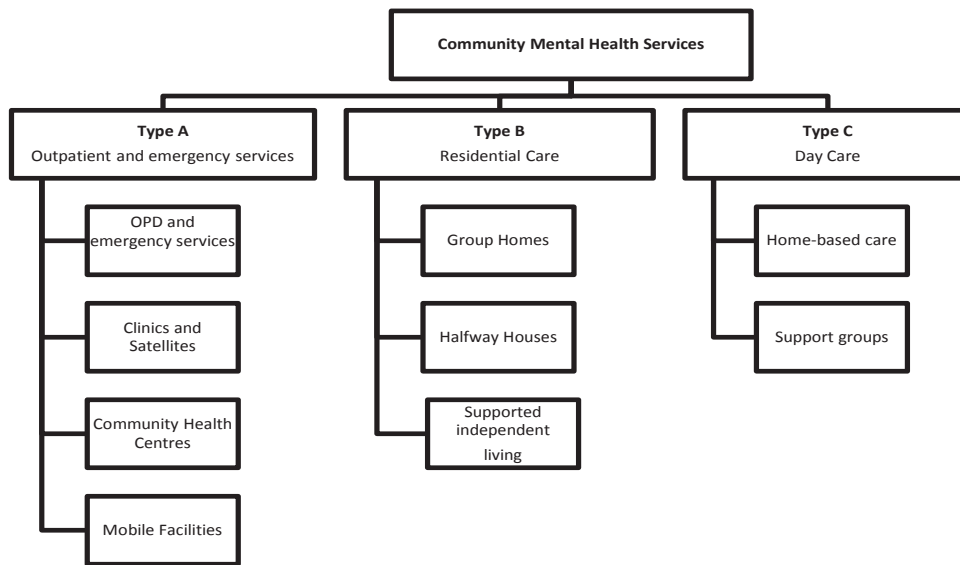 Community Mental Health Services
Type A
Outpatient and emergency services
Type B
Residential Care
Type C
Day Care
OPD and
emergency services
Clinics and
Satellites
Community Health
Centres
Mobile Facilities
Group Homes
Halfway Houses
Supported
independent
living
Home-based care
Support groups